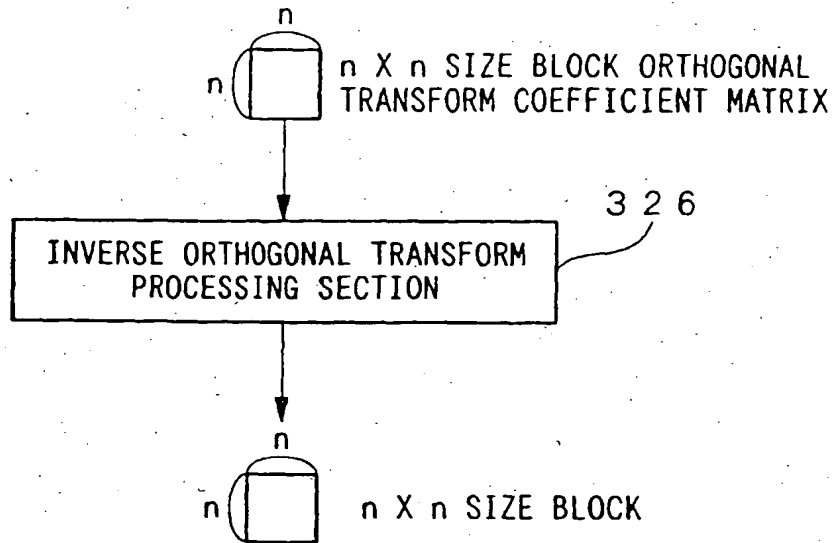 n
n
n X n SIZE BLOCK ORTHOGONAL
TRANSFORM COEFFICIENT MATRIX
3 2 6
INVERSE ORTHOGONAL TRANSFORM
PROCESSING SECTION
n
n
n X n SIZE BLOCK